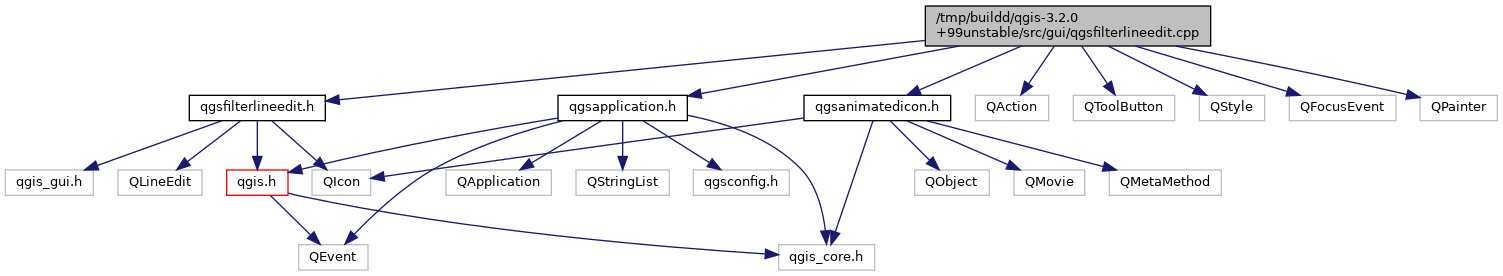 /tmp/buildd/qgis-3.2.0
+99unstable/src/gui/qgsfilterlineedit.cpp
qgsfilterlineedit.h
qgsapplication.h
qgsanimatedicon.h
QAction
QToolButton
QStyle
QFocusEvent
QPainter
qgis_gui.h
QLineEdit
qgis.h
QIcon
QApplication
QStringList
qgsconfig.h
QObject
QMovie
QMetaMethod
QEvent
qgis_core.h